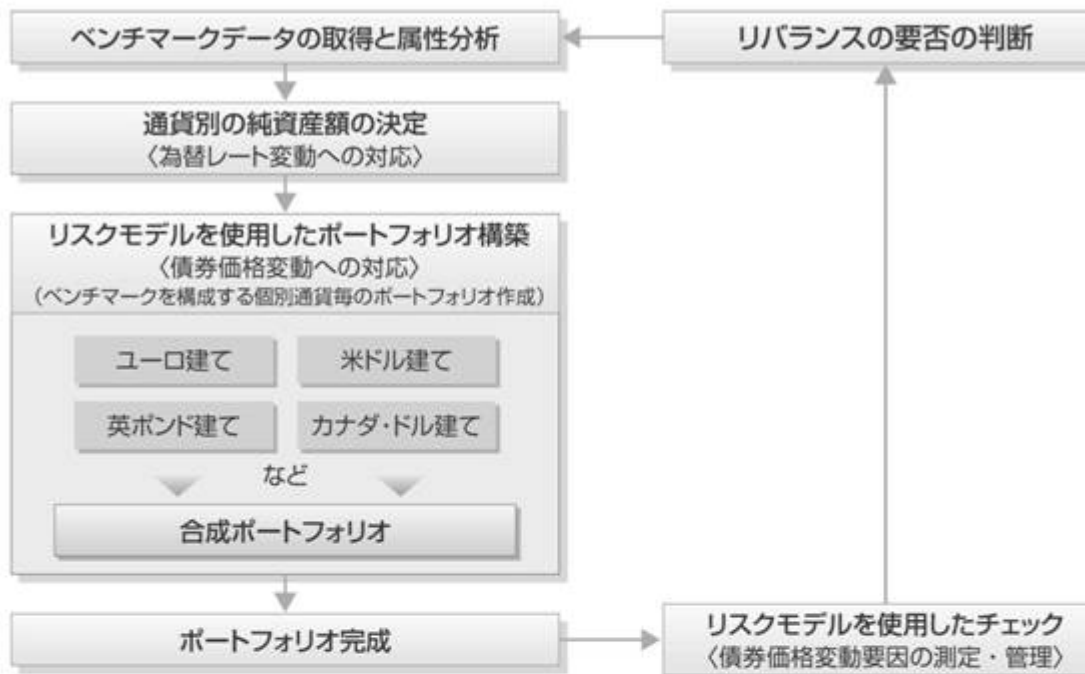 ベンチマークデータの取得と属性分析
リバランスの要否の判断
通貨別の純資産額の決定
〈為替レート変動への対応〉
リスクモデルを使用したポートフォリオ構築
〈債券価格変動への対応〉
(ベンチマークを構成する個別通貨毎のポートフォリオ作成)
ユーロ建て
米ドル建て
英ポンド建て
カナダ・ドル建て
など
合成ポートフォリオ
ポートフォリオ完成
リスクモデルを使用したチェック
〈債券価格変動要因の測定・管理〉